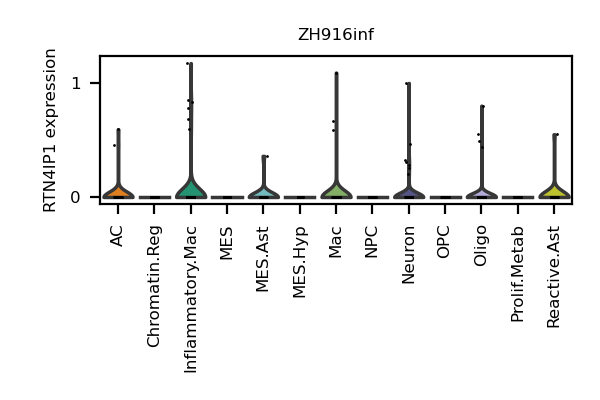 ZH916inf
RTN4IP1 expression
1
0
AC
Chromatin.Reg
Inflammatory.Mac
MES
MES.Ast
MES.Hyp
Mac
NPC
Neuron
OPC
Oligo
Prolif.Metab
Reactive.Ast